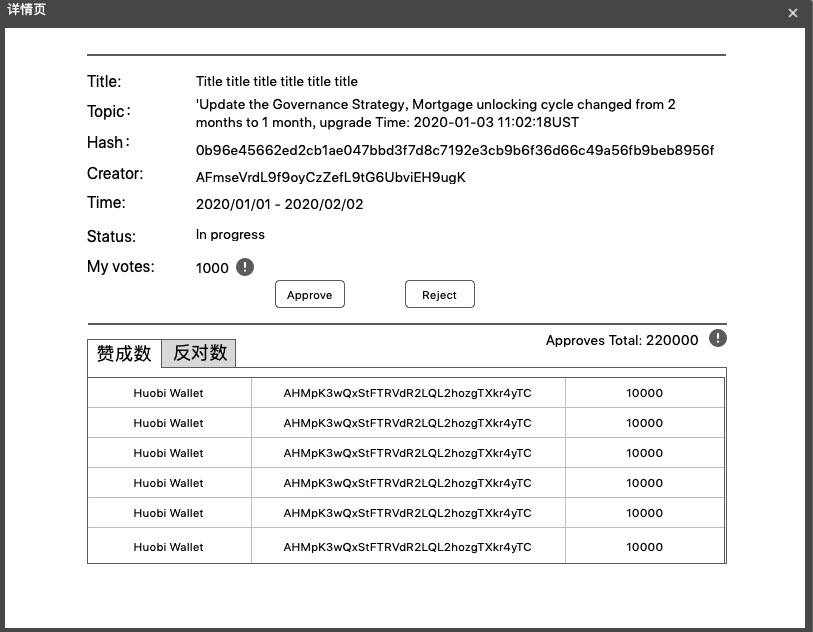 详情页
Title: Title title title title title title
Topic: 'Update the Governance Strategy, Mortgage unlocking cycle changed from 2
months to 1 month, upgrade Time: 2020-01-03 11:02:18UST
Hash: 0b96e45662ed2cb1ae047bbd3f7d8c7192e3cb9b6f36d66c49a56fb9beb8956f
Creator: AFmseVrdL9f9oyCzZefL9tG6UbviEH9ugK
Time: 2020/01/01 - 2020/02/02
Status: In progress
My votes: 1000 !
Approve Reject
Approves Total: 220000 !
赞成数 反对数
Huobi Wallet AHMpK3wQxStFTRVdR2LQL2hozgTXkr4yTC 10000
Huobi Wallet AHMpK3wQxStFTRVdR2LQL2hozgTXkr4yTC 10000
Huobi Wallet AHMpK3wQxStFTRVdR2LQL2hozgTXkr4yTC 10000
Huobi Wallet AHMpK3wQxStFTRVdR2LQL2hozgTXkr4yTC 10000
Huobi Wallet AHMpK3wQxStFTRVdR2LQL2hozgTXkr4yTC 10000
Huobi Wallet AHMpK3wQxStFTRVdR2LQL2hozgTXkr4yTC 10000